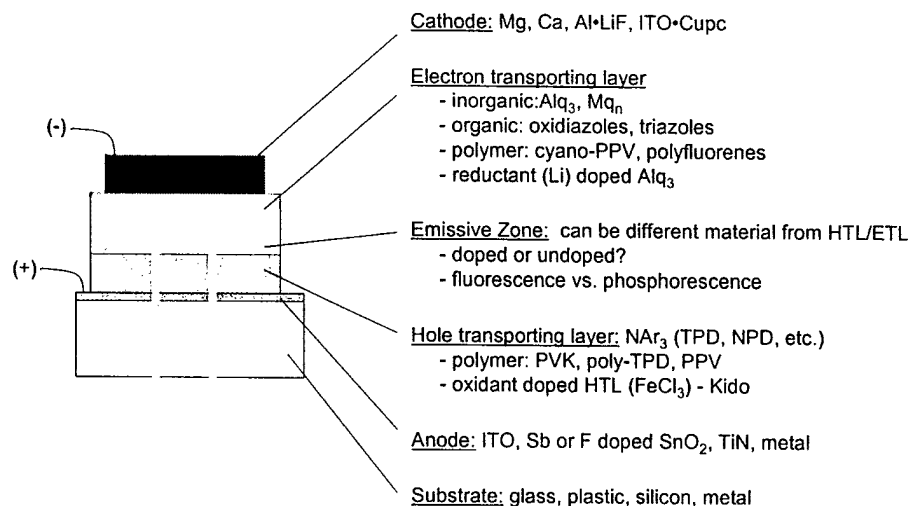 Cathode: Mg, Ca, Al•LiF, ITO•Cupc
Electron transporting layer
- inorganic:Alq₃, Mqₙ
(-)
- organic: oxidiazoles, triazoles
- polymer: cyano-PPV, polyfluorenes
- reductant (Li) doped Alq₃
Emissive Zone: can be different material from HTL/ETL
- doped or undoped?
(+)
- fluorescence vs. phosphorescence
Hole transporting layer: NAr₃ (TPD, NPD, etc.)
- polymer: PVK, poly-TPD, PPV
- oxidant doped HTL (FeCl₃) - Kido
Anode: ITO, Sb or F doped SnO₂, TiN, metal
Substrate: glass, plastic, silicon, metal